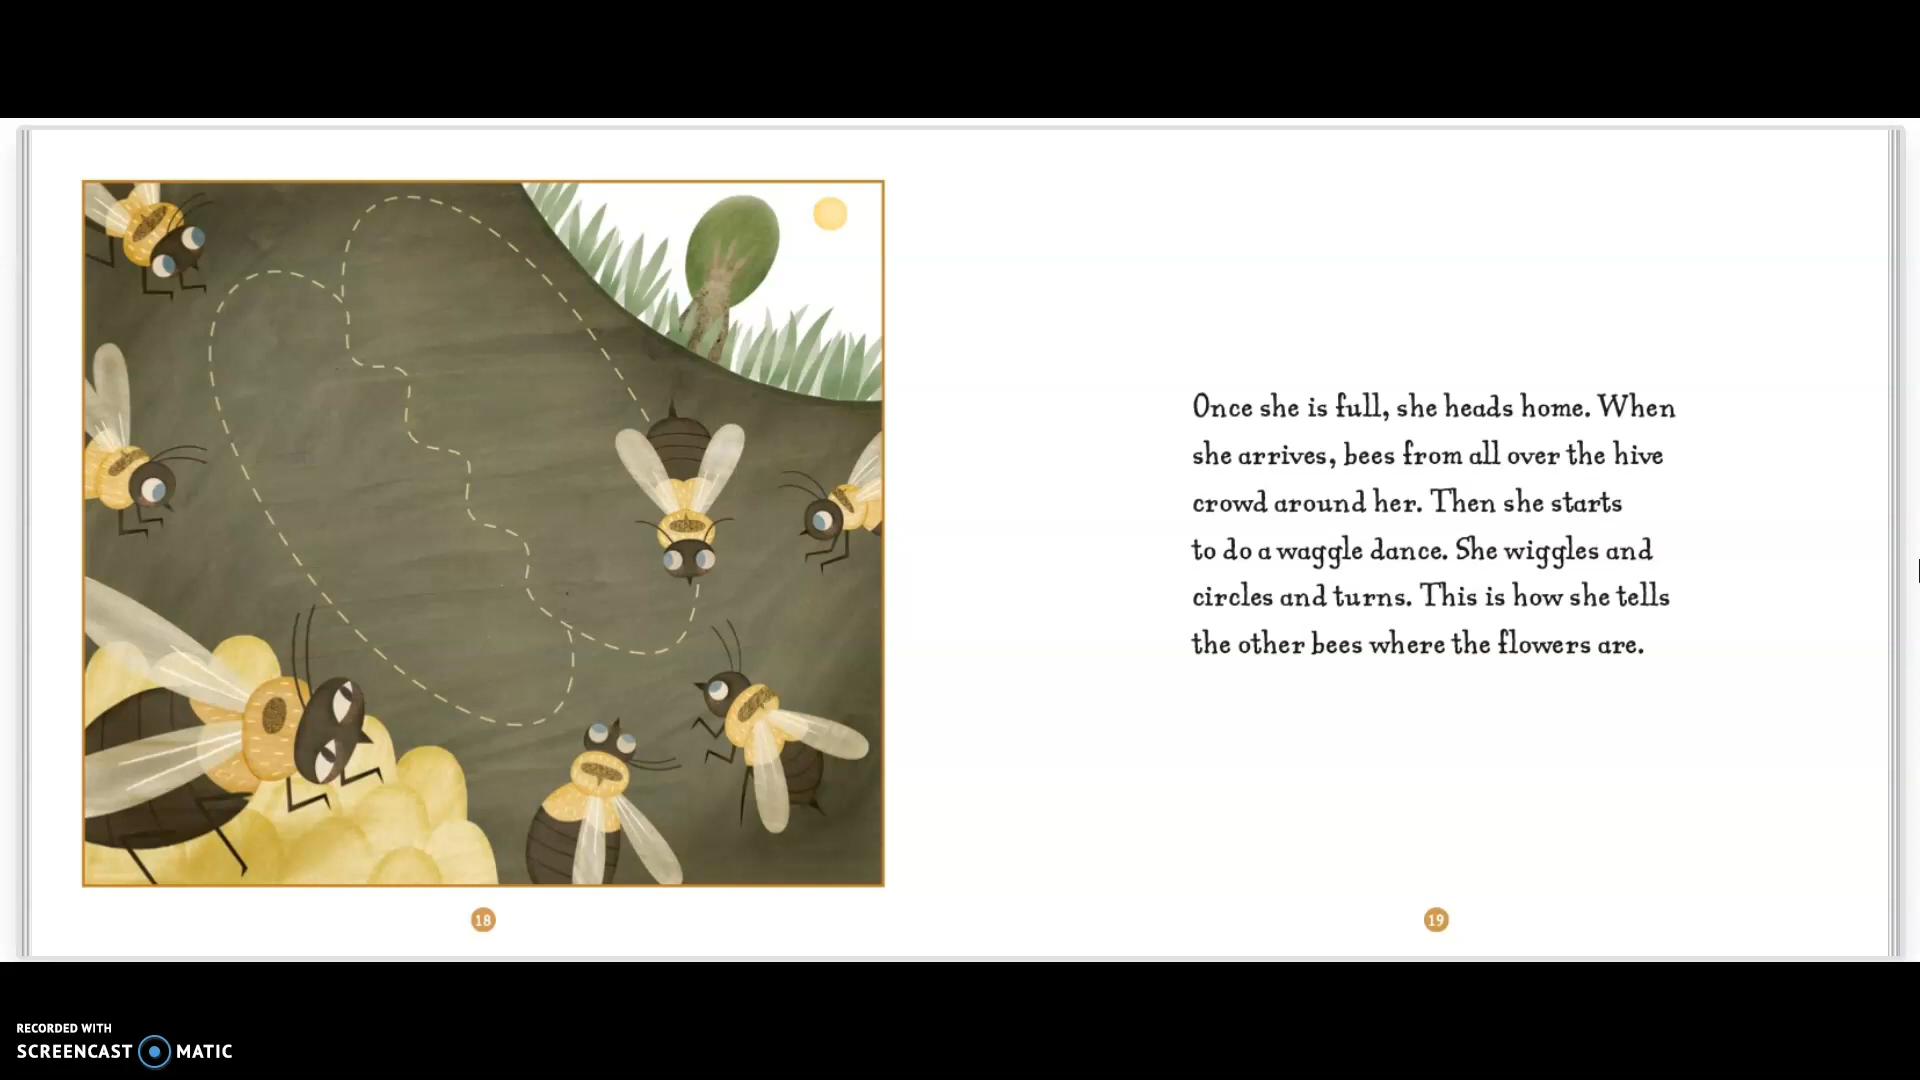 Once she is full, she heads home. When
she arrives, bees from all over the hive
crowd around her. Then she starts
to do a waggle dance. She wiggles and
circles and turns. This is how she tells
the other bees where the flowers are.
18
19
RECORDED WITH
SCREENCAST MATIC